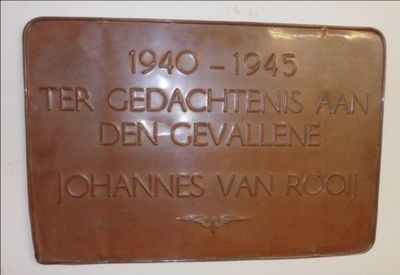 1940 - 1945
TER GEDACHTENIS AAN
DEN GEVALLENE
JOHANNES VAN ROOIJ